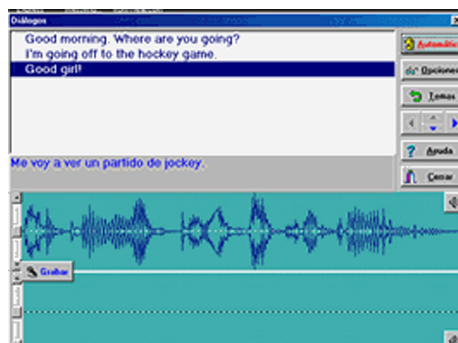 Diálogos
Good morning. Where are you going?
I'm going off to the hockey game.
Good girl!
Me voy a ver un partido de jockey.
Automátic
Opciones
Temas
Ayuda
Cerrar
Grabar